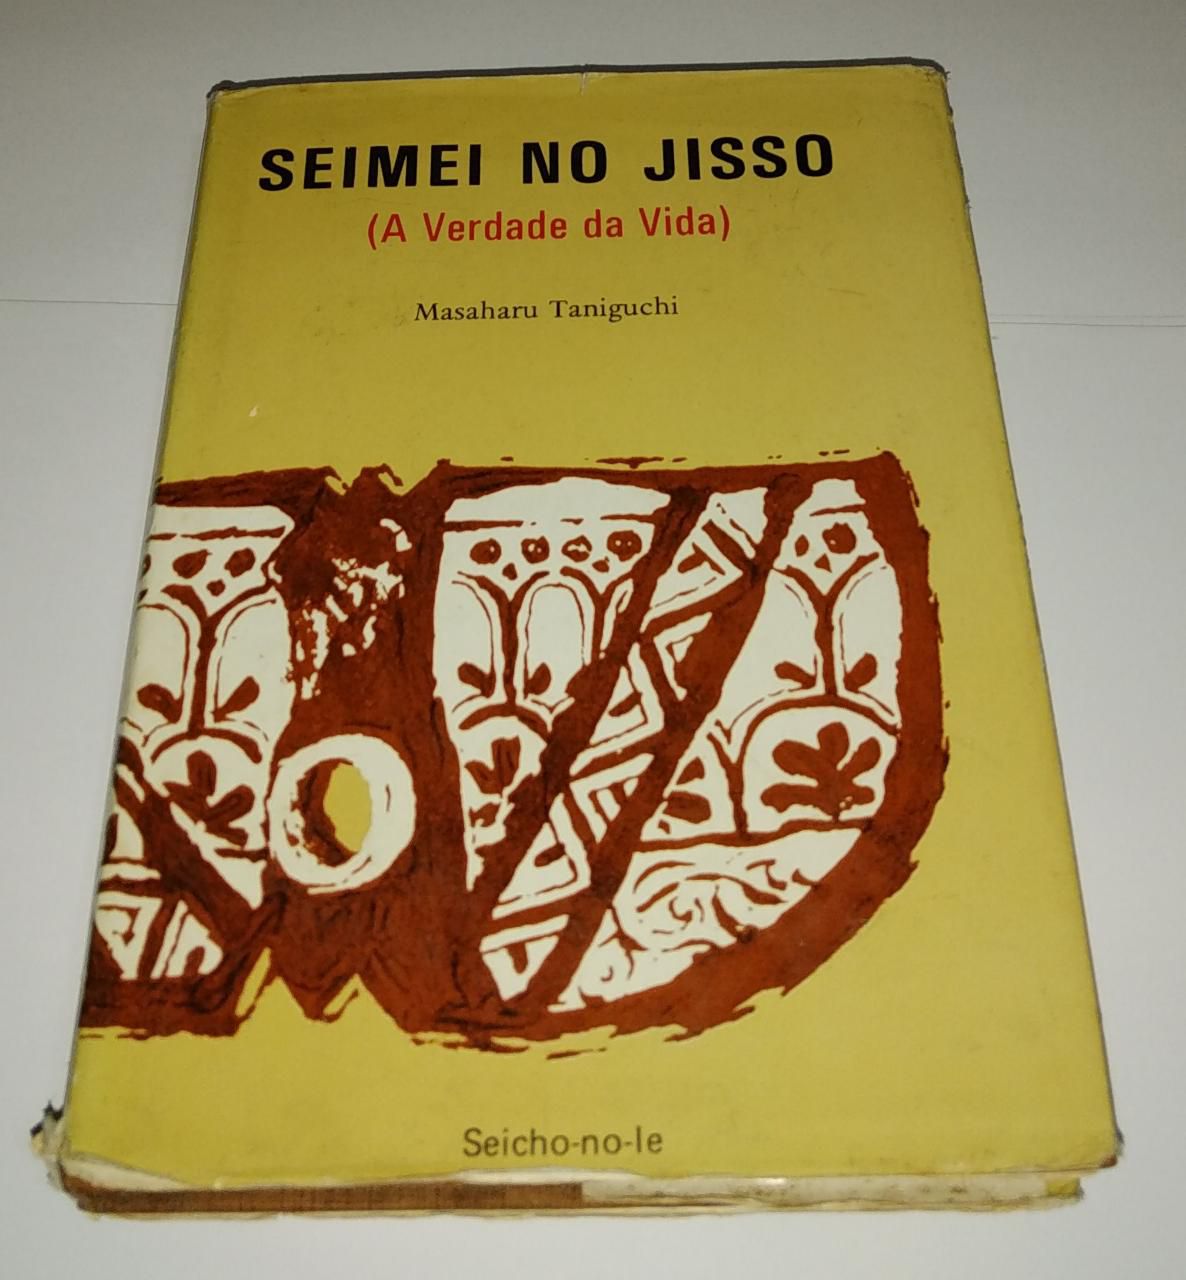 SEIMEI NO JISSO
(A Verdade da Vida)
Masaharu Taniguchi
Seicho-no-Ie